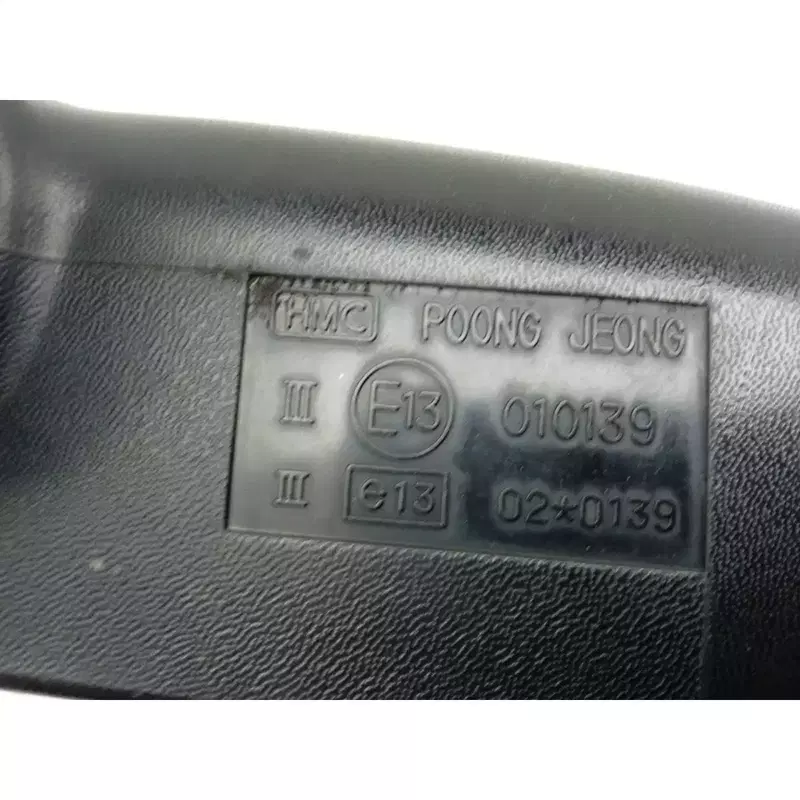 HMC POONG JEONG
III E13 010139
III e13 02*0139